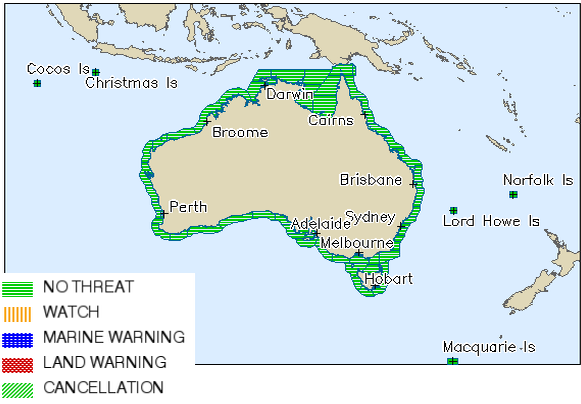 Cocos Is
Christmas Is
Darwin
Cairns
Broome
Brisbane
Norfolk Is
Perth
Adelaide
Sydney
Lord Howe Is
Melbourne
Hobart
NO THREAT
WATCH
MARINE WARNING
LAND WARNING
CANCELLATION
Macquarie Is